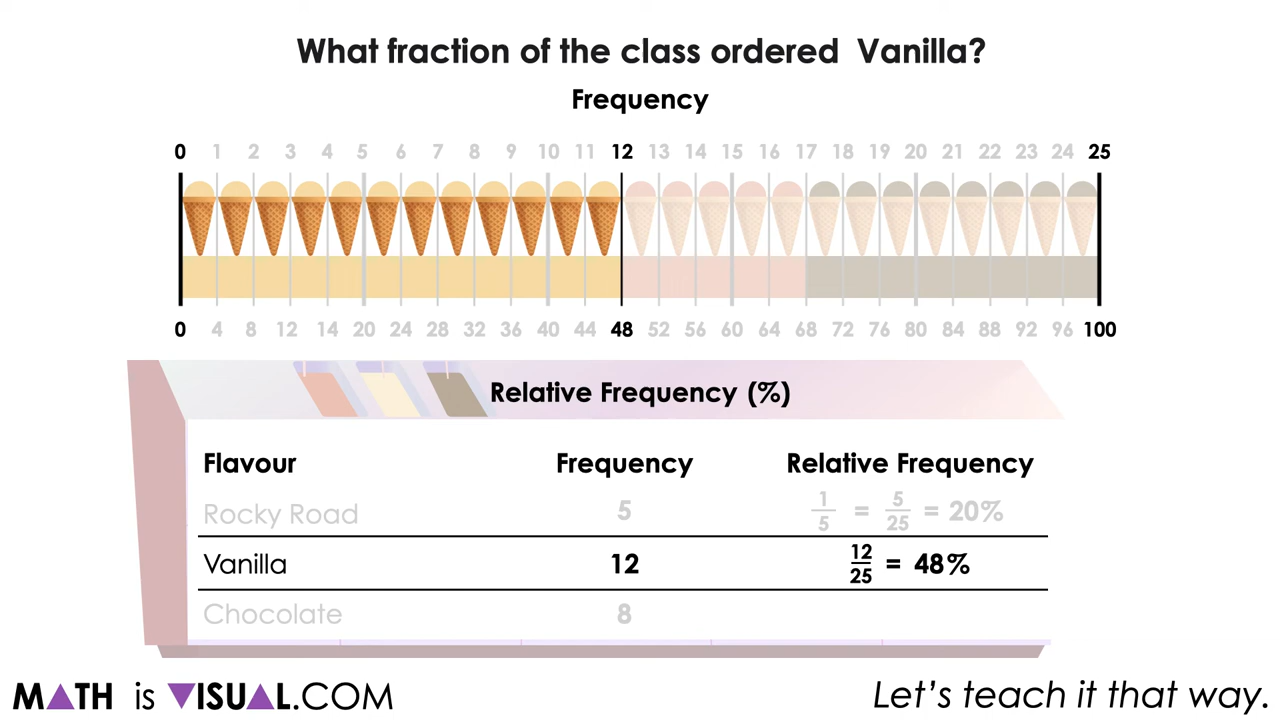 What fraction of the class ordered Vanilla?
Frequency
0 1 2 3 4 5 6 7 8 9 10 11 12 13 14 15 16 17 18 19 20 21 22 23 24 25
0 4 8 12 14 20 24 28 32 36 40 44 48 52 56 60 64 68 72 76 80 84 88 92 96 100
Relative Frequency (%)
Flavour Frequency Relative Frequency
Rocky Road 5 1/5 = 5/25 = 20%
Vanilla 12 12/25 = 48%
Chocolate 8
MATH is VISUAL.COM Let's teach it that way.